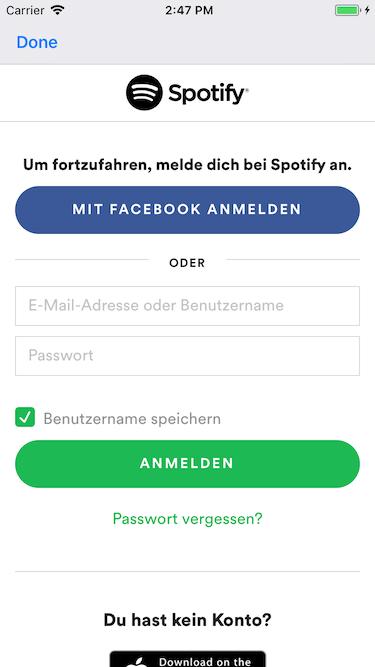 Carrier 2:47 PM
Done
Spotify®
Um fortzufahren, melde dich bei Spotify an.
MIT FACEBOOK ANMELDEN
ODER
E-Mail-Adresse oder Benutzername
Passwort
Benutzername speichern
ANMELDEN
Passwort vergessen?
Du hast kein Konto?
Download on the